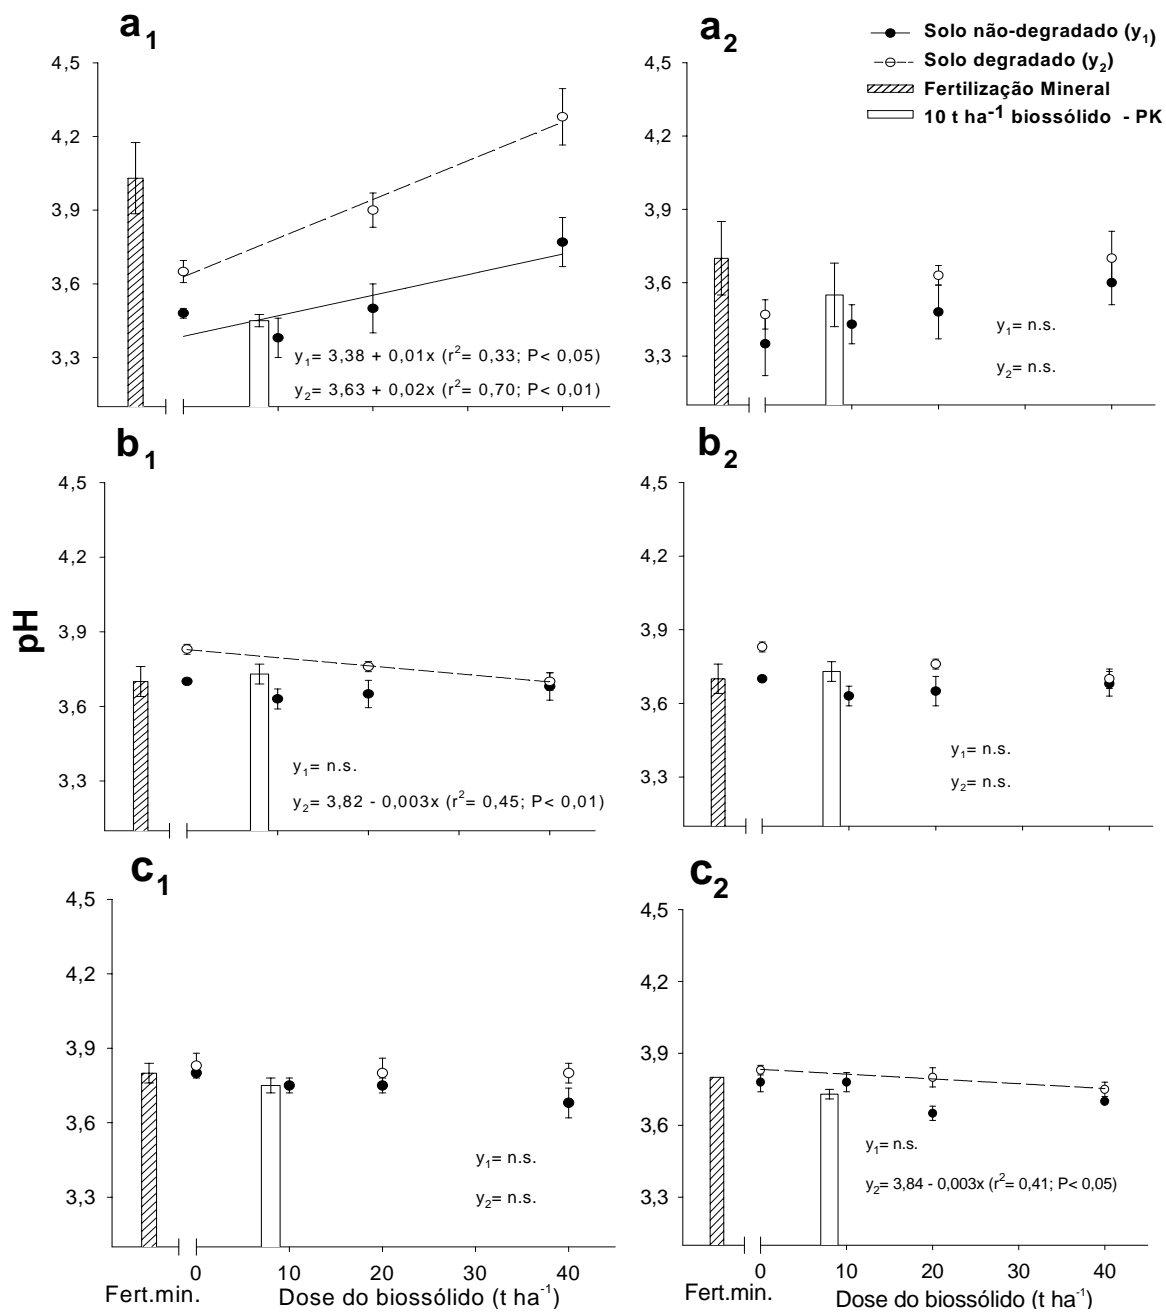 a1
a2
Solo não-degradado (y1)
Solo degradado (y2)
Fertilização Mineral
10 t ha-1 biossólido - PK
4,5
4,2
3,9
3,6
3,3
y1= 3,38 + 0,01x (r2= 0,33; P< 0,05)
y2= 3,63 + 0,02x (r2= 0,70; P< 0,01)
4,5
4,2
3,9
3,6
3,3
y1= n.s.
y2= n.s.
b1
b2
pH
4,5
4,2
3,9
3,6
3,3
y1= n.s.
y2= 3,82 - 0,003x (r2= 0,45; P< 0,01)
4,5
4,2
3,9
3,6
3,3
y1= n.s.
y2= n.s.
c1
c2
4,5
4,2
3,9
3,6
3,3
y1= n.s.
y2= n.s.
0 10 20 30 40
Fert.min. Dose do biossólido (t ha-1)
4,5
4,2
3,9
3,6
3,3
y1= n.s.
y2= 3,84 - 0,003x (r2= 0,41; P< 0,05)
0 10 20 30 40
Fert.min. Dose do biossólido (t ha-1)